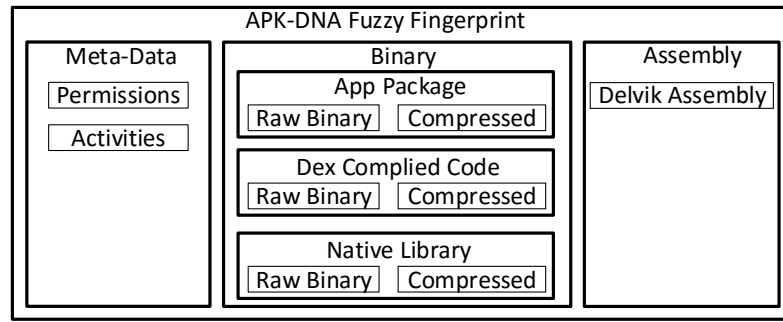 APK-DNA Fuzzy Fingerprint
Meta-Data
Permissions
Activities
Binary
App Package
Raw Binary Compressed
Dex Complied Code
Raw Binary Compressed
Native Library
Raw Binary Compressed
Assembly
Delvik Assembly